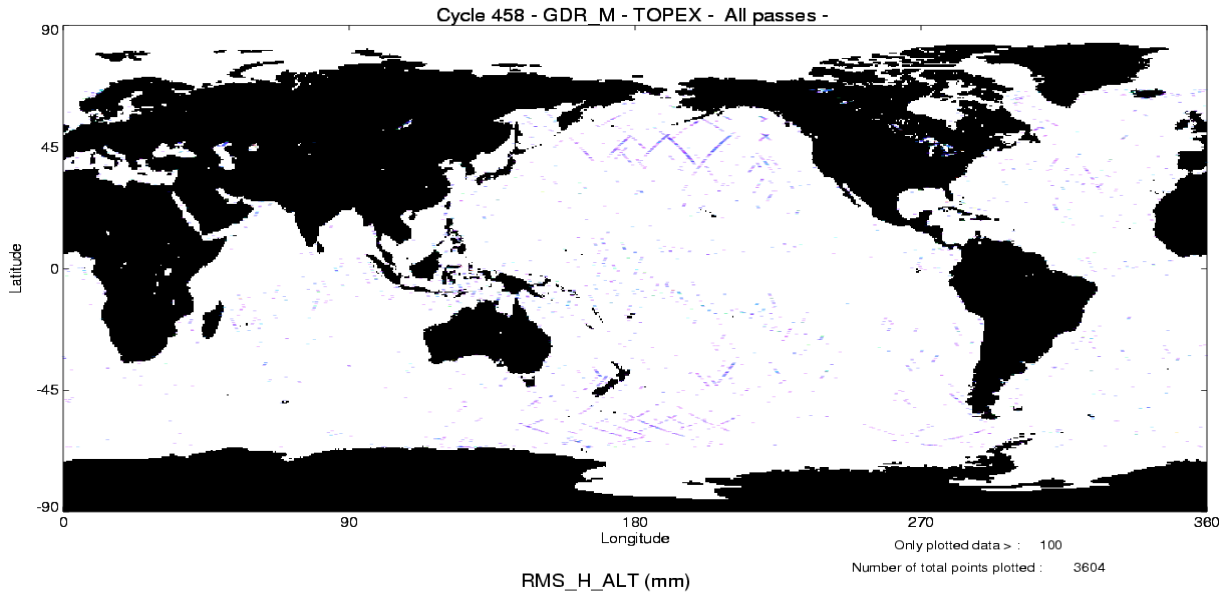 Cycle 458 - GDR_M - TOPEX - All passes -
90
45
0
-45
-90
Latitude
0 90 180 270 360
Longitude
Only plotted data > : 100
Number of total points plotted : 3604
RMS_H_ALT (mm)